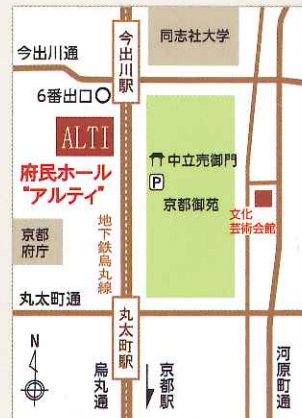 同志社大学
今出川駅
今出川通
6番出口
ALTI
府民ホール
"アルティ"
中立売御門
P
京都御苑
文化
芸術会館
地下鉄烏丸線
京都
府庁
丸太町通
丸太町駅
N
烏丸通
京都駅
河原町通